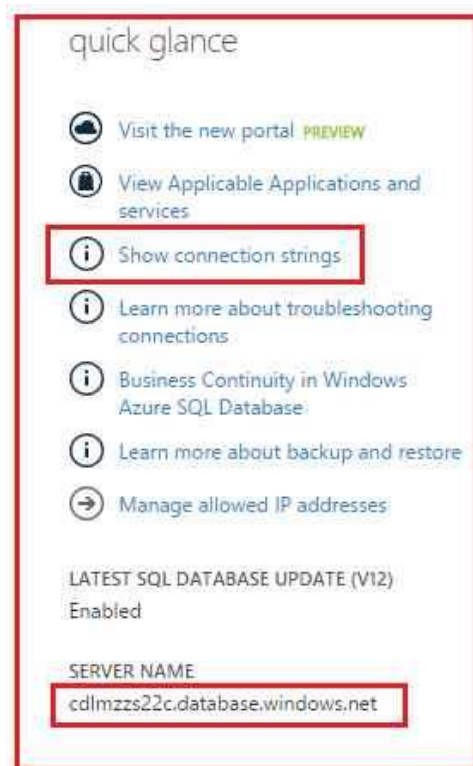 quick glance
Visit the new portal PREVIEW
View Applicable Applications and
services
Show connection strings
Learn more about troubleshooting
connections
Business Continuity in Windows
Azure SQL Database
Learn more about backup and restore
Manage allowed IP addresses
LATEST SQL DATABASE UPDATE (V12)
Enabled
SERVER NAME
cdlmzzs22c.database.windows.net